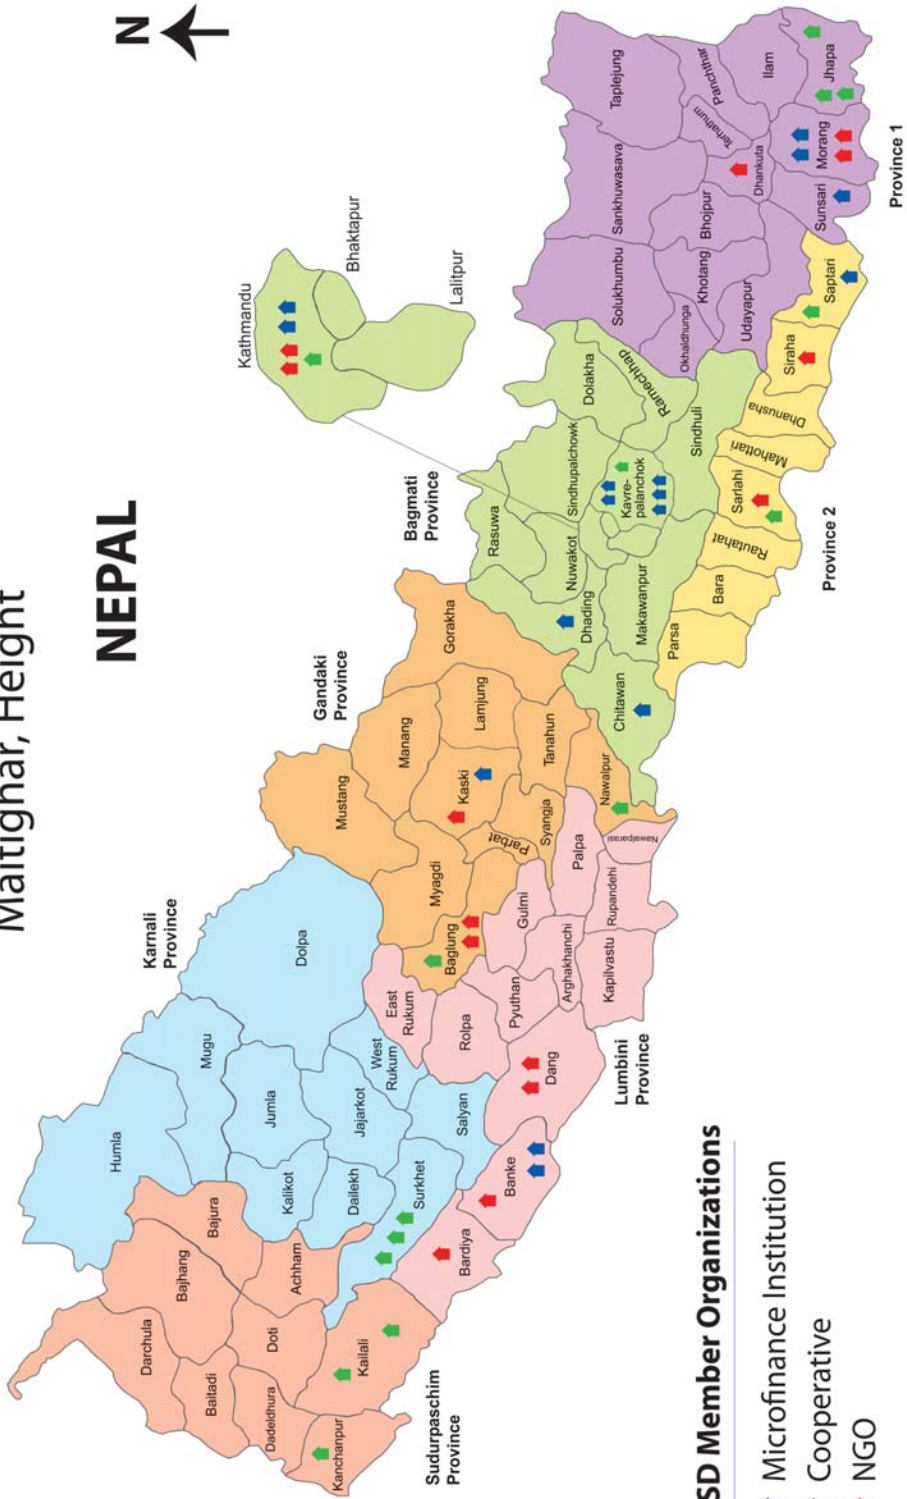 Maitighar, Height
NEPAL
N
Sudurpaschim
Province
Darchula
Bajhang
Bajura
Baitadi
Doti
Achham
Dadeldhura
Kanchanpur
Kailali
Karnali
Province
Humla
Mugu
Dolpa
Jumla
Kalikot
Jajarkot
West
Rukum
Dailekh
Surkhet
Salyan
Lumbini
Province
East
Rukum
Rolpa
Pyuthan
Gulmi
Arghakhanchi
Palpa
Nawalparasi
Rupandehi
Kapilvastu
Dang
Banke
Bardiya
Gandaki
Province
Mustang
Manang
Gorakha
Myagdi
Kaski
Lamjung
Baglung
Parbat
Syangja
Tanahun
Nawalpur
Bagmati
Province
Rasuwa
Nuwakot
Sindhupalchowk
Dolakha
Dhading
Kavre-
palanchok
Ramechhap
Sindhuli
Makawanpur
Chitawan
Kathmandu
Bhaktapur
Lalitpur
Province 2
Parsa
Bara
Rautahat
Sarlahi
Mahottari
Dhanusha
Siraha
Saptari
Province 1
Taplejung
Sankhuwasava
Solukhumbu
Panchthar
Terhathum
Ilam
Dhankuta
Bhojpur
Khotang
Okhaldhunga
Udayapur
Sunsari
Morang
Jhapa
SD Member Organizations
Microfinance Institution
Cooperative
NGO